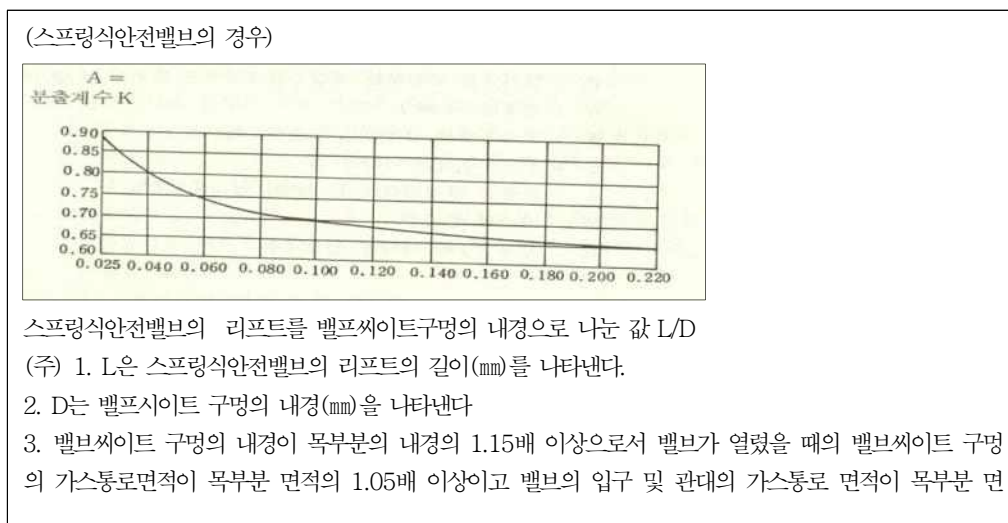 (스프링식안전밸브의 경우)
A =
분출계수 K
0.90
0.85
0.80
0.75
0.70
0.65
0.60
0.025 0.040 0.060 0.080 0.100 0.120 0.140 0.160 0.180 0.200 0.220
스프링식안전밸브의 리프트를 밸프씨이트구멍의 내경으로 나눈 값 L/D
(주) 1. L은 스프링식안전밸브의 리프트의 길이(㎜)를 나타낸다.
2. D는 밸프시이트 구멍의 내경(㎜)을 나타낸다
3. 밸브씨이트 구멍의 내경이 목부분의 내경의 1.15배 이상으로서 밸브가 열렸을 때의 밸브씨이트 구멍
의 가스통로면적이 목부분 면적의 1.05배 이상이고 밸브의 입구 및 관대의 가스통로 면적이 목부분 면